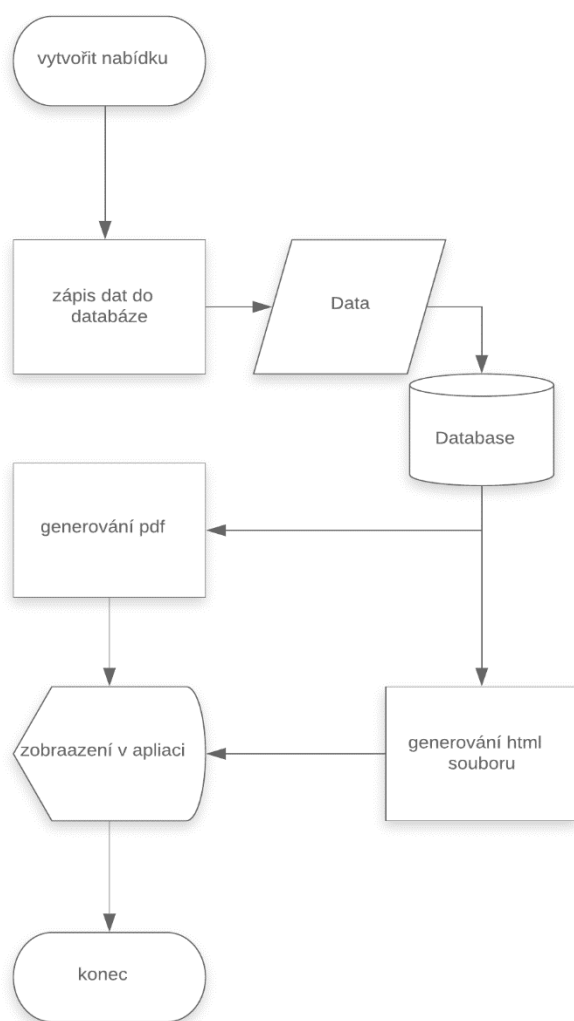 vytvořit nabídku
zápis dat do
databáze
Data
Database
generování pdf
zobraazení v apliaci
generování html
souboru
konec